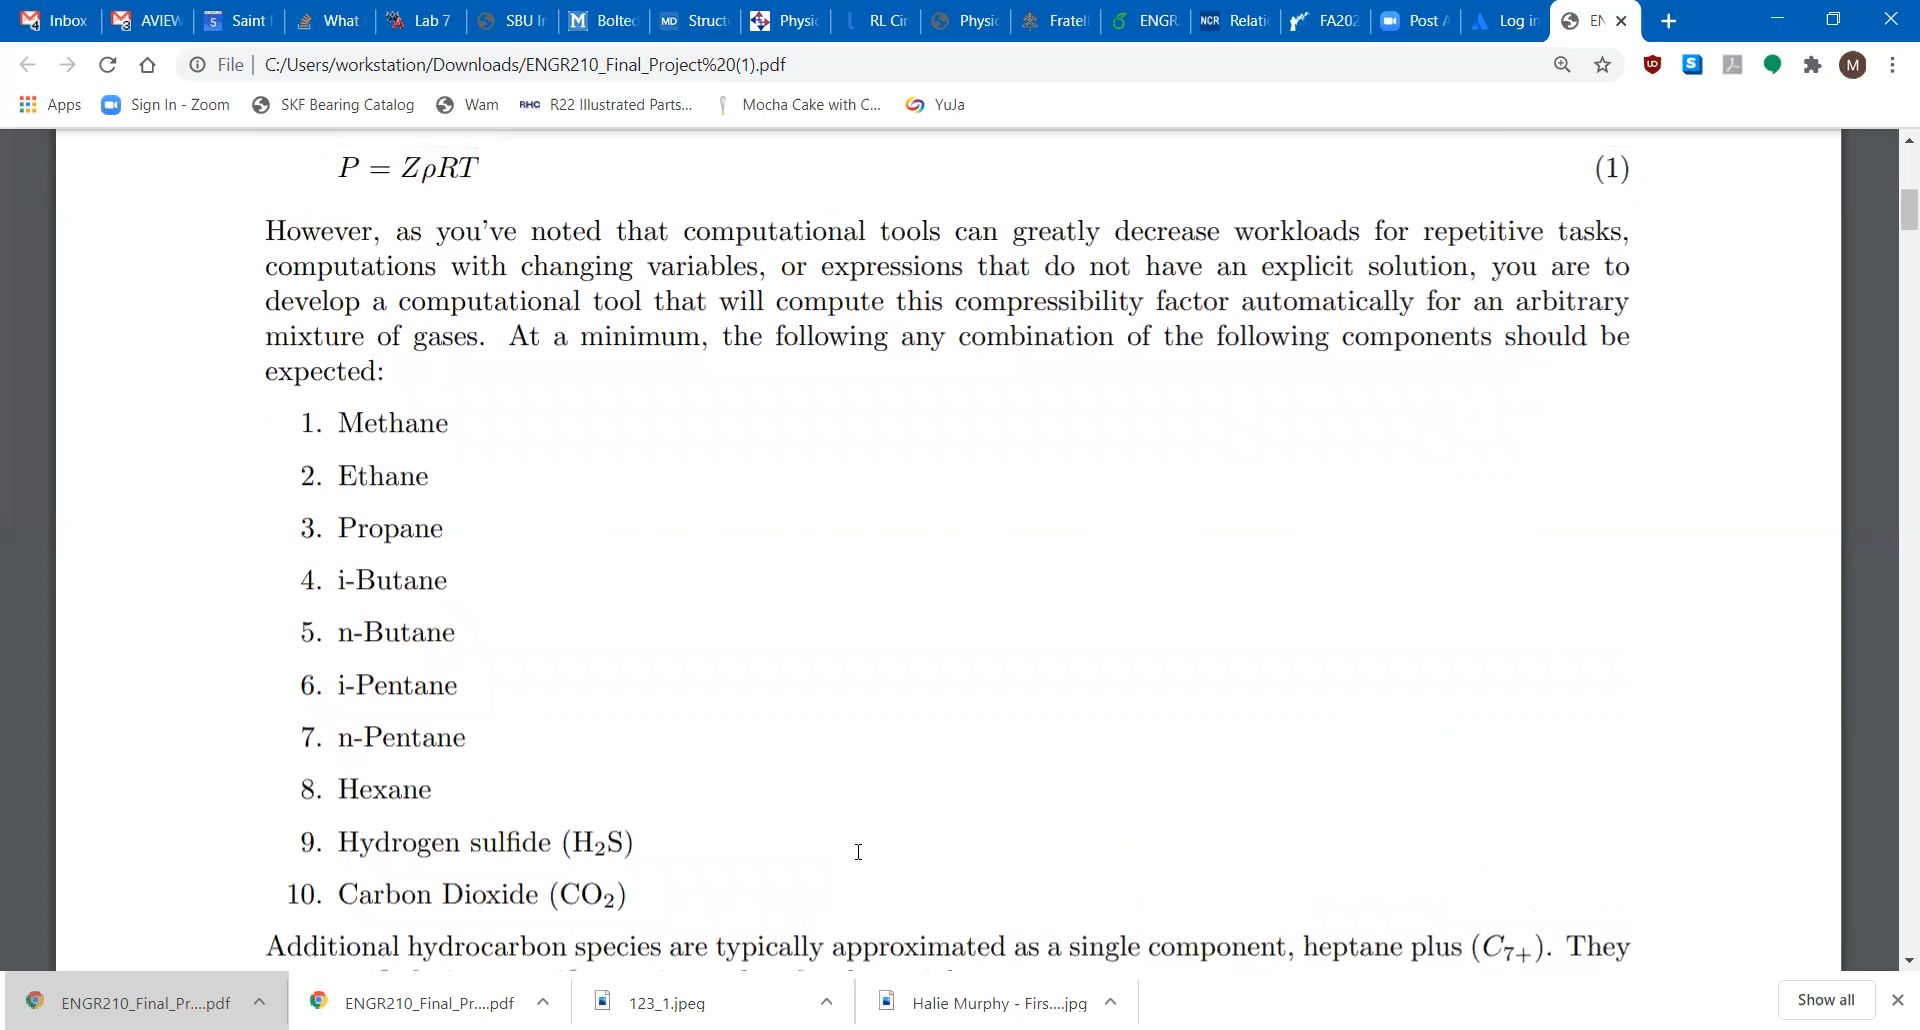 Inbox AVIEW Saint What Lab 7 SBU Ir Bolted MD Struct Physic RL Cir Physic Fratell ENGR NCR Relati FA202 Post A Log in EN
File C:/Users/workstation/Downloads/ENGR210_Final_Project%20(1).pdf M
Apps Sign In - Zoom SKF Bearing Catalog Wam RHC R22 Illustrated Parts... Mocha Cake with C... YuJa
P = ZρRT (1)
However, as you've noted that computational tools can greatly decrease workloads for repetitive tasks,
computations with changing variables, or expressions that do not have an explicit solution, you are to
develop a computational tool that will compute this compressibility factor automatically for an arbitrary
mixture of gases. At a minimum, the following any combination of the following components should be
expected:
1. Methane
2. Ethane
3. Propane
4. i-Butane
5. n-Butane
6. i-Pentane
7. n-Pentane
8. Hexane
9. Hydrogen sulfide (H₂S)
10. Carbon Dioxide (CO₂)
Additional hydrocarbon species are typically approximated as a single component, heptane plus (C₇₊). They
ENGR210_Final_Pr....pdf ENGR210_Final_Pr....pdf 123_1.jpeg Halie Murphy - Firs....jpg Show all